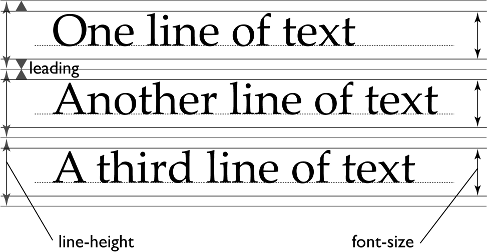 One line of text
leading
Another line of text
A third line of text
line-height
font-size